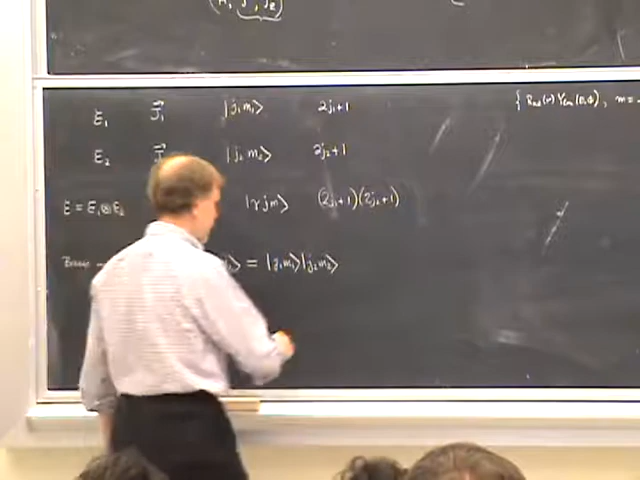 { Rnl(r) Ylm(θ,φ), m=
ℰ₁ J⃗₁ |j₁m₁⟩ 2j₁+1
ℰ₂ |j₂m₂⟩ 2j₂+1
ℰ = ℰ₁⊗ℰ₂ |γjm⟩ (2j₁+1)(2j₂+1)
⟩ = |j₁m₁⟩|j₂m₂⟩